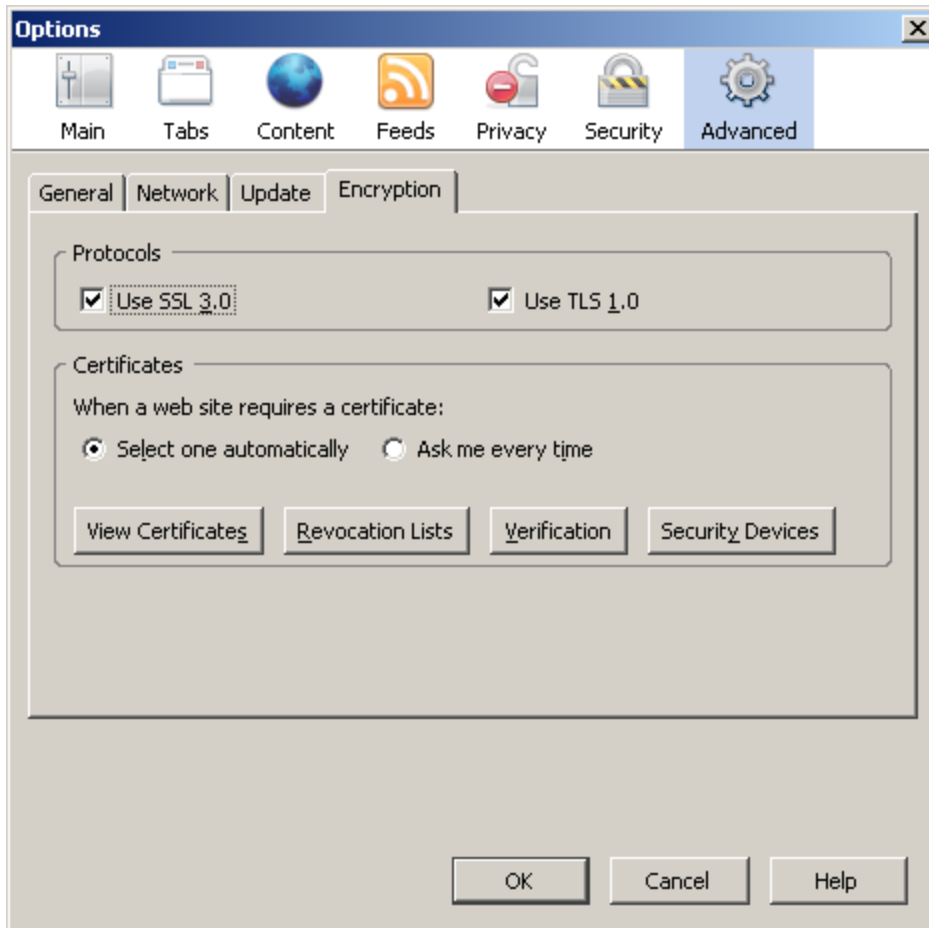 Options
Main Tabs Content Feeds Privacy Security Advanced
General Network Update Encryption
Protocols
Use SSL 3.0 Use TLS 1.0
Certificates
When a web site requires a certificate:
Select one automatically Ask me every time
View Certificates Revocation Lists Verification Security Devices
OK Cancel Help